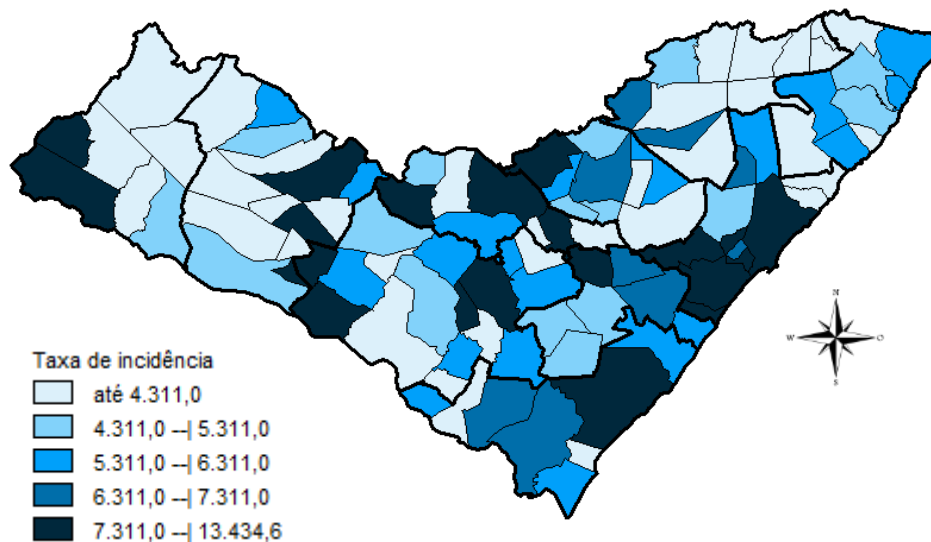 N
W
O
S
Taxa de incidência
até 4.311,0
4.311,0 --| 5.311,0
5.311,0 --| 6.311,0
6.311,0 --| 7.311,0
7.311,0 --| 13.434,6